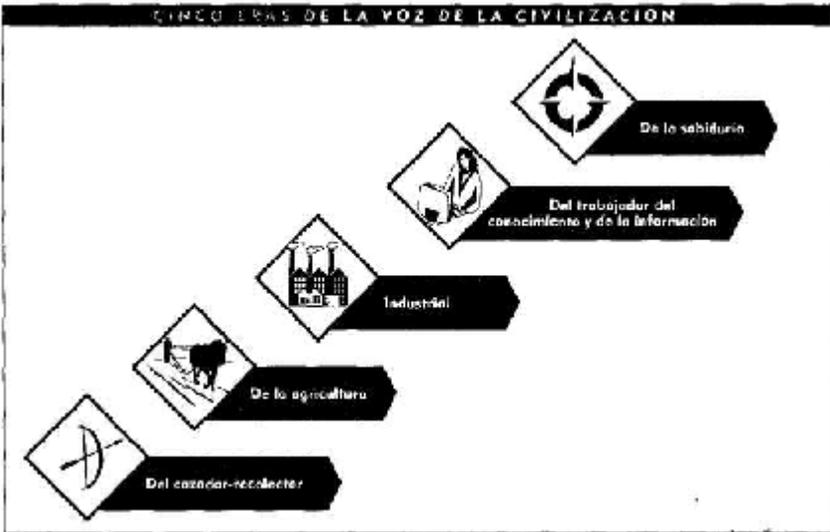 CINCO ERAS DE LA VOZ DE LA CIVILIZACIÓN
De la sabiduría
Del trabajador del
conocimiento y de la información
Industrial
De la agricultura
Del cazador-recolector